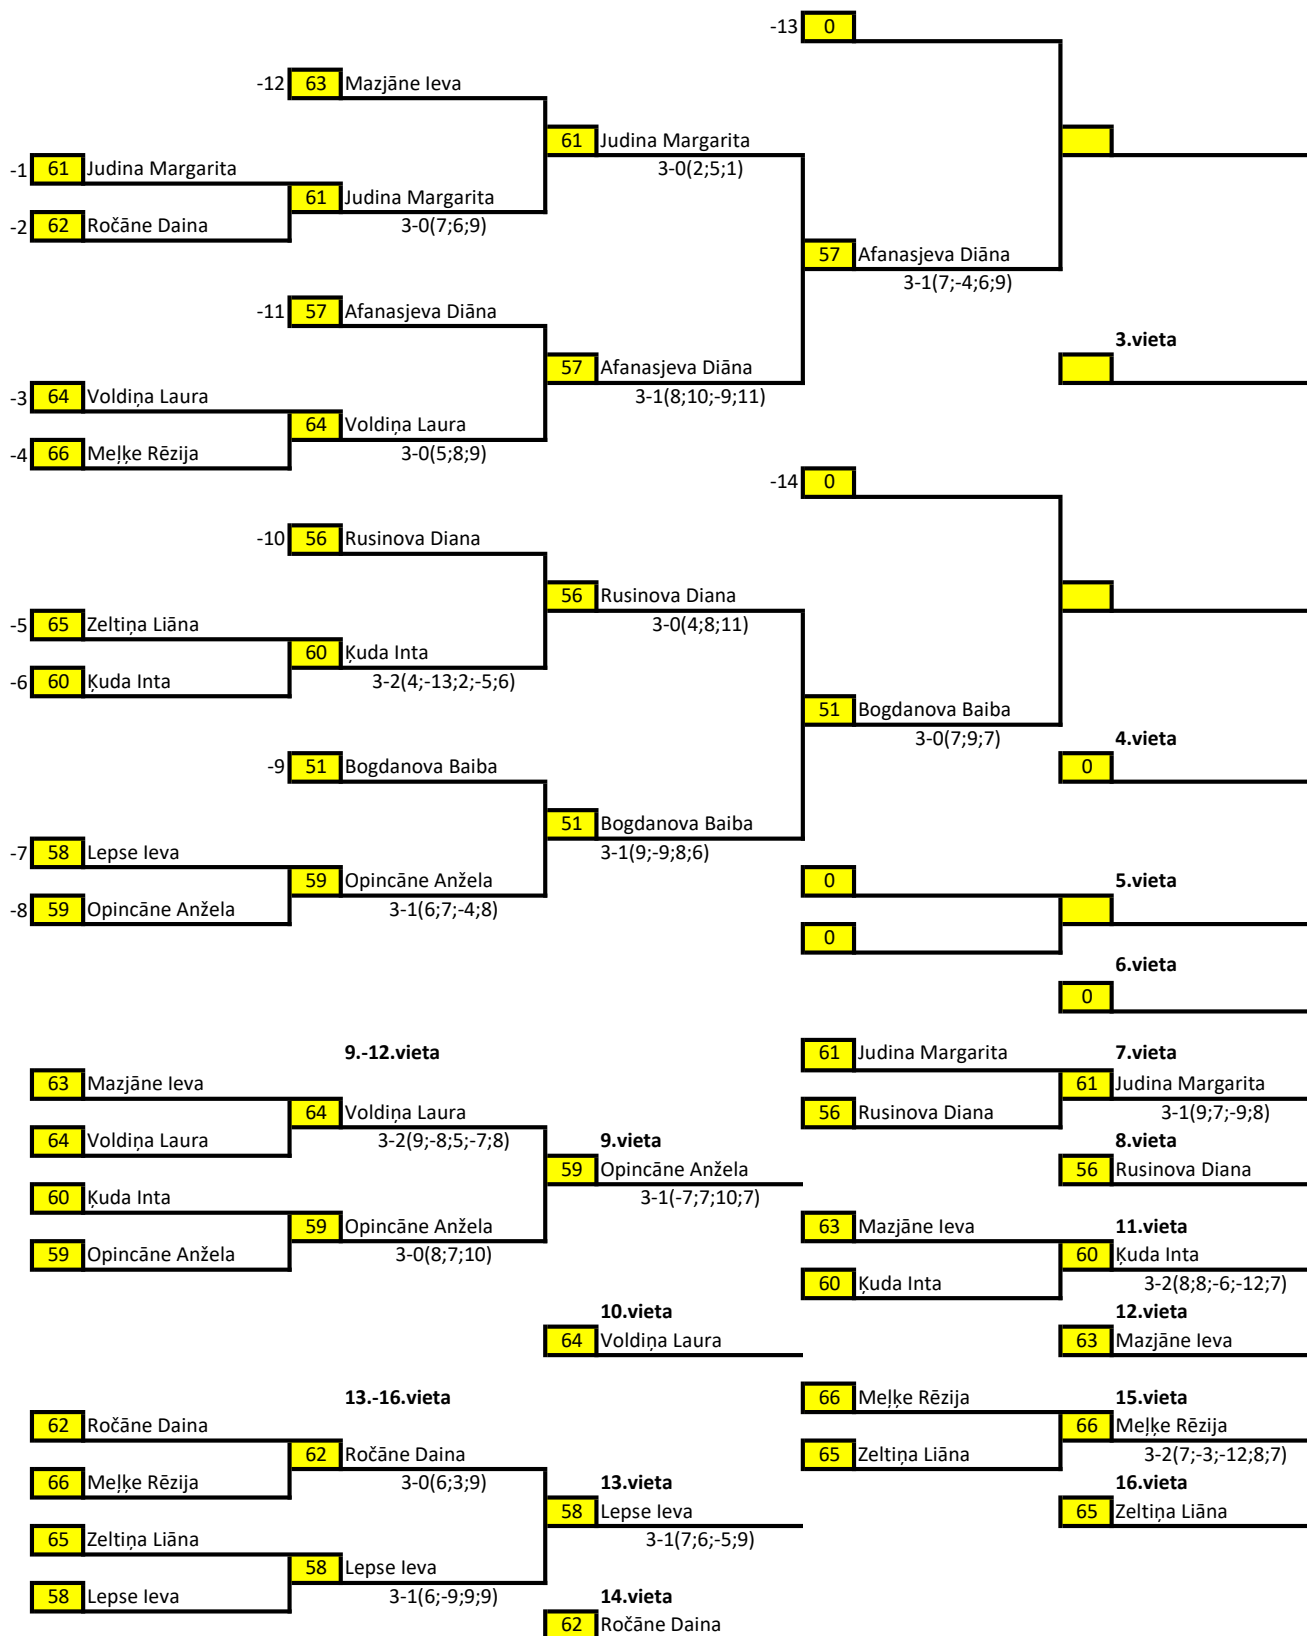 -13 0
-12 63 Mazjāne Ieva
61 Judina Margarita
-1 61 Judina Margarita 3-0(2;5;1)
61 Judina Margarita
-2 62 Ročāne Daina 3-0(7;6;9)
57 Afanasjeva Diāna
3-1(7;-4;6;9)
-11 57 Afanasjeva Diāna
3.vieta
57 Afanasjeva Diāna
-3 64 Voldiņa Laura 3-1(8;10;-9;11)
64 Voldiņa Laura
-4 66 Meļķe Rēzija 3-0(5;8;9)
-14 0
-10 56 Rusinova Diana
56 Rusinova Diana
-5 65 Zeltiņa Liāna 3-0(4;8;11)
60 Ķuda Inta
-6 60 Ķuda Inta 3-2(4;-13;2;-5;6)
51 Bogdanova Baiba
3-0(7;9;7) 4.vieta
-9 51 Bogdanova Baiba 0
51 Bogdanova Baiba
-7 58 Lepse Ieva 3-1(9;-9;8;6)
59 Opincāne Anžela 0 5.vieta
-8 59 Opincāne Anžela 3-1(6;7;-4;8)
0
6.vieta
0
9.-12.vieta 61 Judina Margarita 7.vieta
63 Mazjāne Ieva 61 Judina Margarita
64 Voldiņa Laura 56 Rusinova Diana 3-1(9;7;-9;8)
64 Voldiņa Laura 3-2(9;-8;5;-7;8) 9.vieta 8.vieta
59 Opincāne Anžela 56 Rusinova Diana
60 Ķuda Inta 3-1(-7;7;10;7)
59 Opincāne Anžela 63 Mazjāne Ieva 11.vieta
59 Opincāne Anžela 3-0(8;7;10) 60 Ķuda Inta
60 Ķuda Inta 3-2(8;8;-6;-12;7)
10.vieta 12.vieta
64 Voldiņa Laura 63 Mazjāne Ieva
13.-16.vieta 66 Meļķe Rēzija 15.vieta
62 Ročāne Daina 66 Meļķe Rēzija
62 Ročāne Daina 65 Zeltiņa Liāna 3-2(7;-3;-12;8;7)
66 Meļķe Rēzija 3-0(6;3;9) 13.vieta 16.vieta
58 Lepse Ieva 65 Zeltiņa Liāna
65 Zeltiņa Liāna 3-1(7;6;-5;9)
58 Lepse Ieva
58 Lepse Ieva 3-1(6;-9;9;9) 14.vieta
62 Ročāne Daina